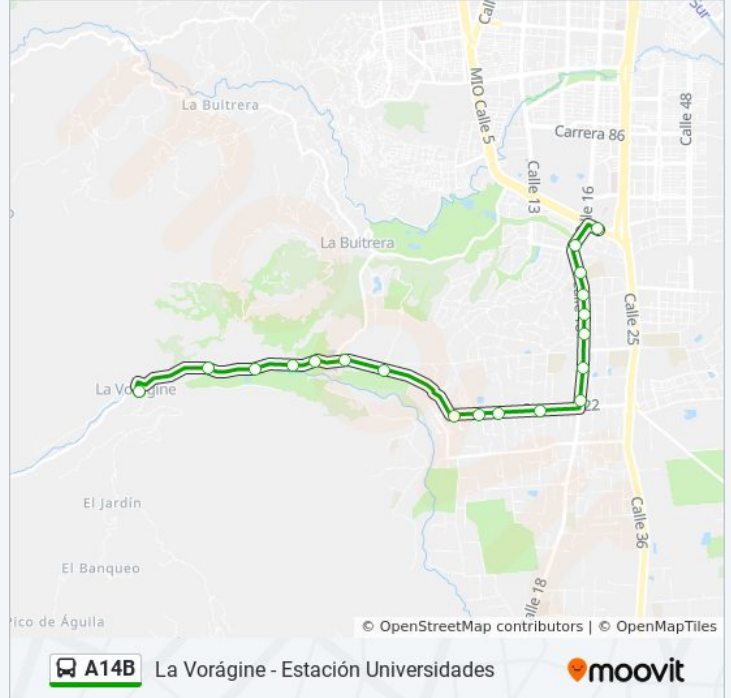 Sur
Calle
La Buitrera
MIO Calle 5
Calle 48
Carrera 86
Calle 13
La Buitrera
Calle 25
La Vorágine
22
El Jardín
Calle 36
El Banqueo
Calle 18
Pico de Águila
© OpenStreetMap contributors | © OpenMapTiles
A14B La Vorágine - Estación Universidades
moovit